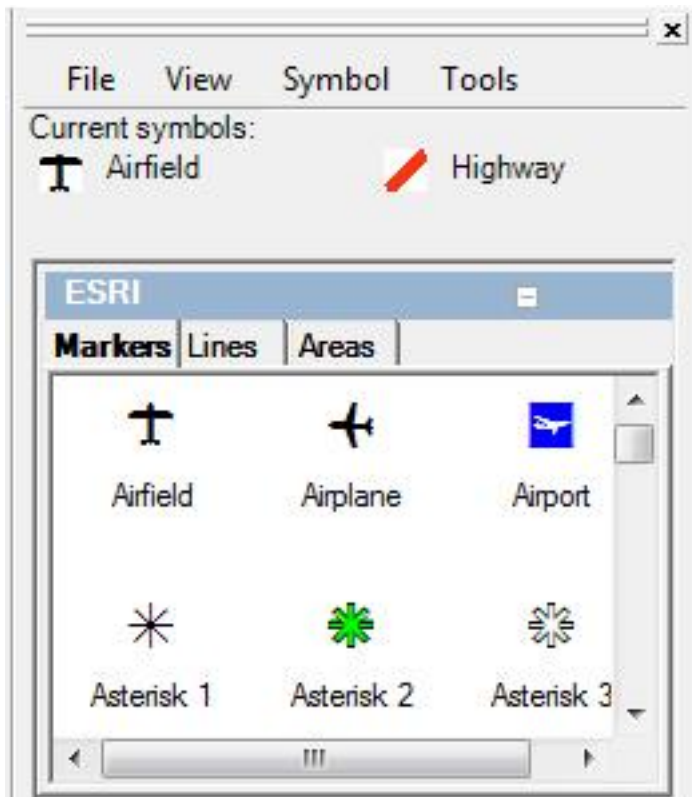 File View Symbol Tools
Current symbols:
Airfield Highway
ESRI
Markers Lines Areas
Airfield Airplane Airport
Asterisk 1 Asterisk 2 Asterisk 3